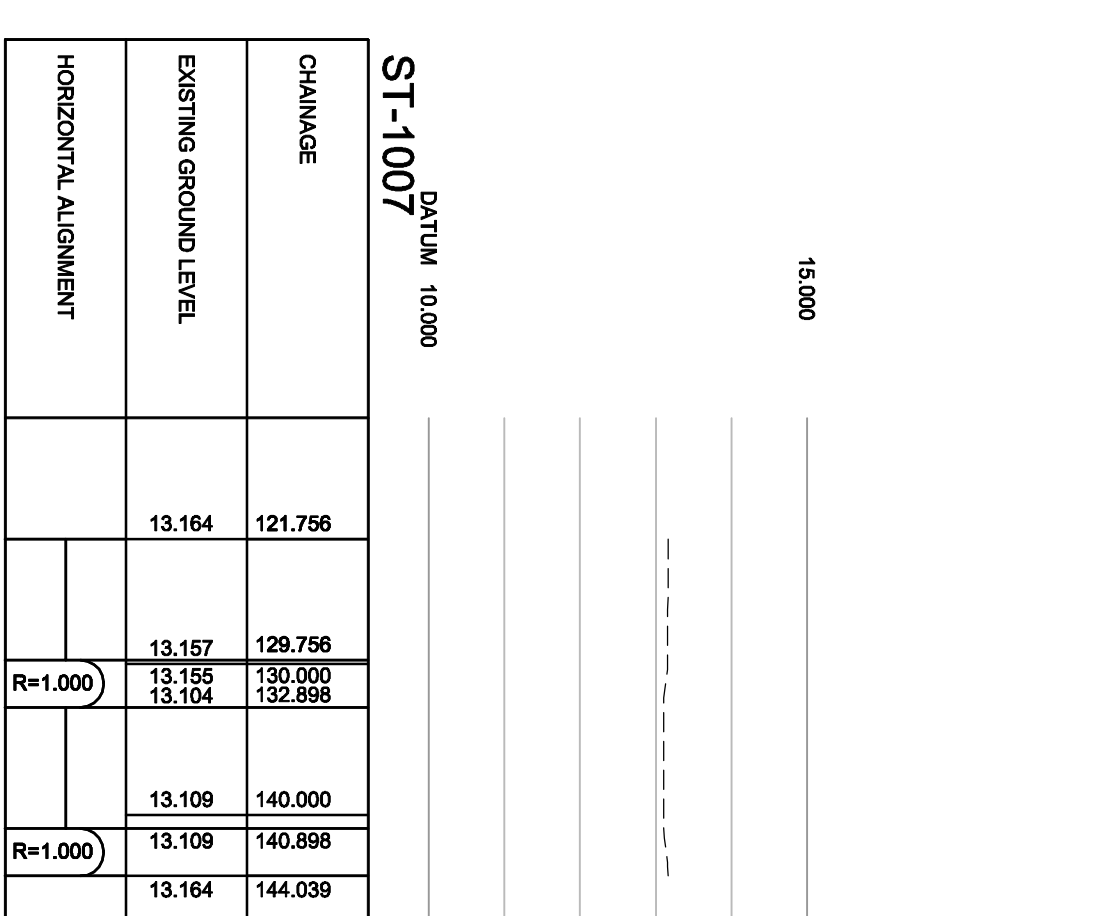 HORIZONTAL ALIGNMENT
EXISTING GROUND LEVEL
CHAINAGE
ST-1007
DATUM 10.000
15.000
13.164 121.756
13.157 129.756
R=1.000 13.155 130.000
13.104 132.898
13.109 140.000
R=1.000 13.109 140.898
13.164 144.039